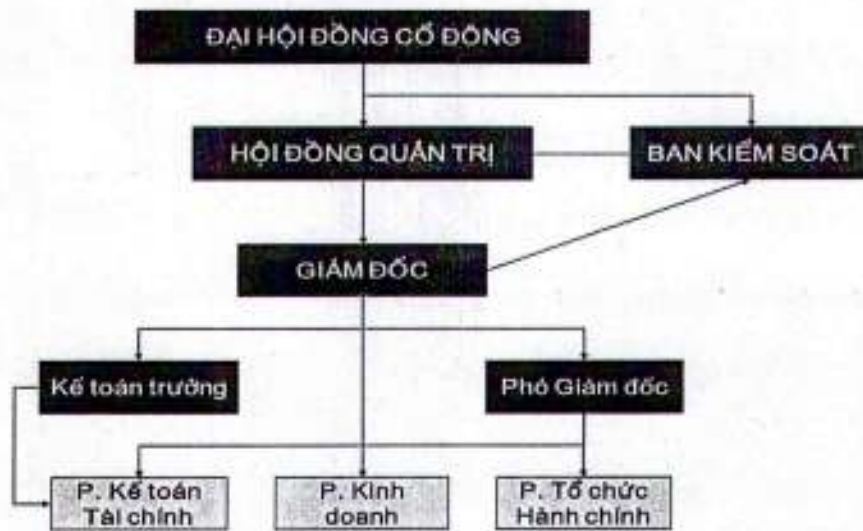 ĐẠI HỘI ĐỒNG CỔ ĐÔNG
HỘI ĐỒNG QUẢN TRỊ
BAN KIỂM SOÁT
GIÁM ĐỐC
Kế toán trưởng
Phó Giám đốc
P. Kế toán
Tài chính
P. Kinh
doanh
P. Tổ chức
Hành chính